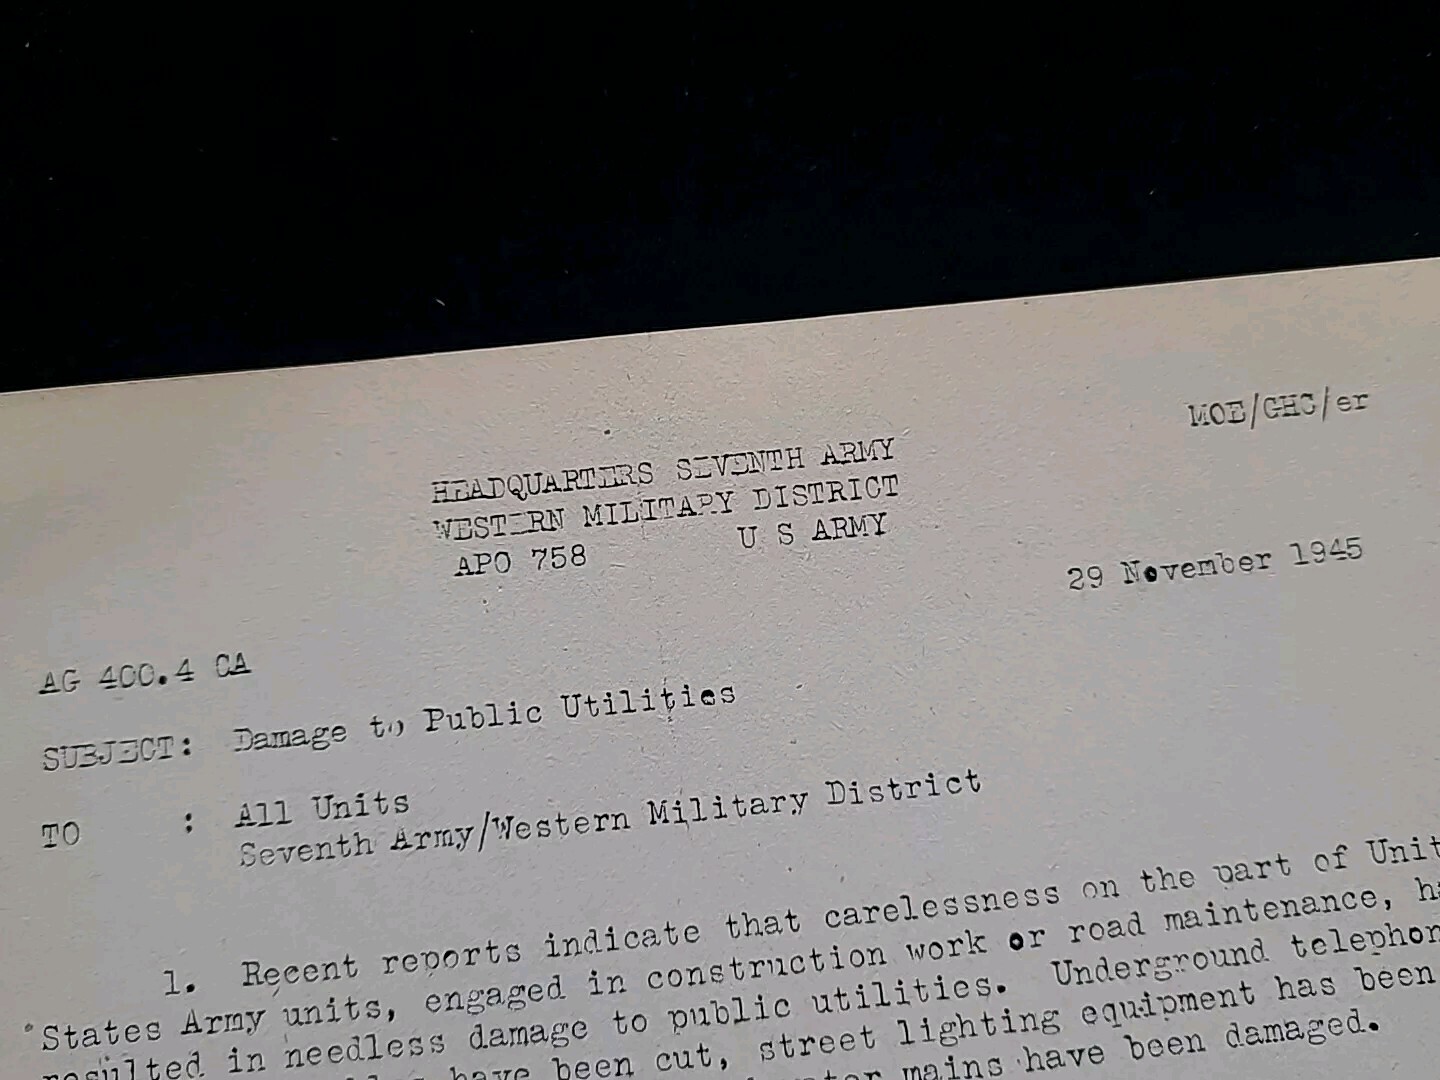 MOE/GHC/er
HEADQUARTERS SEVENTH ARMY
WESTERN MILITARY DISTRICT
APO 758 U S ARMY
29 November 1945
AG 400.4 CA
SUBJECT: Damage to Public Utilities
TO : All Units
Seventh Army/Western Military District
1. Recent reports indicate that carelessness on the part of Unit
States Army units, engaged in construction work or road maintenance, ha
resulted in needless damage to public utilities. Underground telephon
have been cut, street lighting equipment has been
mains have been damaged.